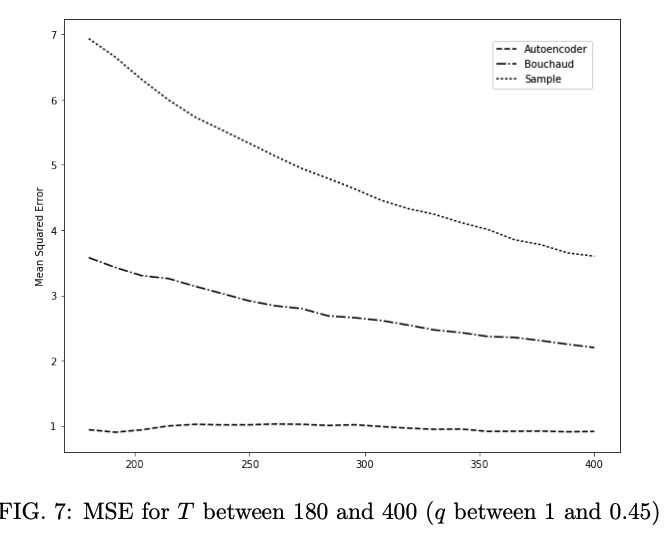 7
6
5
4
3
2
1
Mean Squared Error
Autoencoder
Bouchaud
Sample
200 250 300 350 400
FIG. 7: MSE for T between 180 and 400 (q between 1 and 0.45)